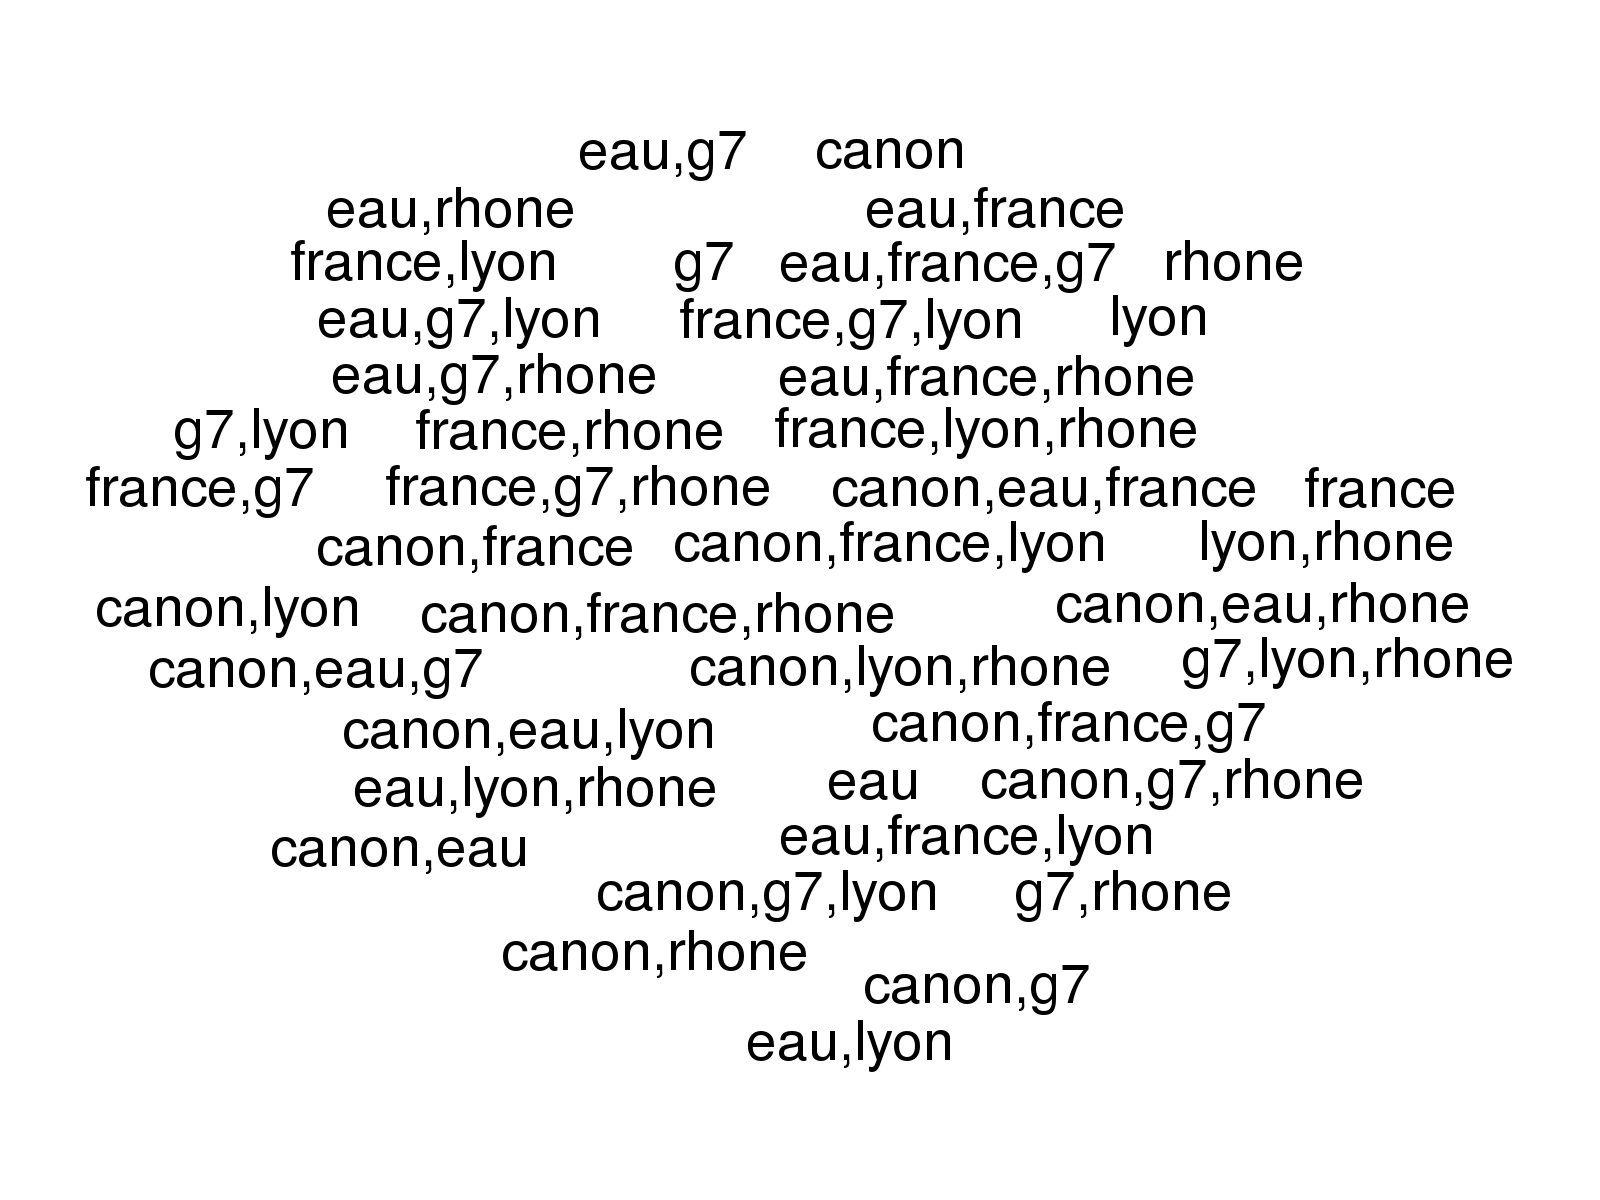 eau,g7 canon
eau,rhone eau,france
france,lyon g7 eau,france,g7 rhone
eau,g7,lyon france,g7,lyon lyon
eau,g7,rhone eau,france,rhone
g7,lyon france,rhone france,lyon,rhone
france,g7 france,g7,rhone canon,eau,france france
canon,france canon,france,lyon lyon,rhone
canon,lyon canon,france,rhone canon,eau,rhone
canon,eau,g7 canon,lyon,rhone g7,lyon,rhone
canon,eau,lyon canon,france,g7
eau,lyon,rhone eau canon,g7,rhone
canon,eau eau,france,lyon
canon,g7,lyon g7,rhone
canon,rhone
canon,g7
eau,lyon